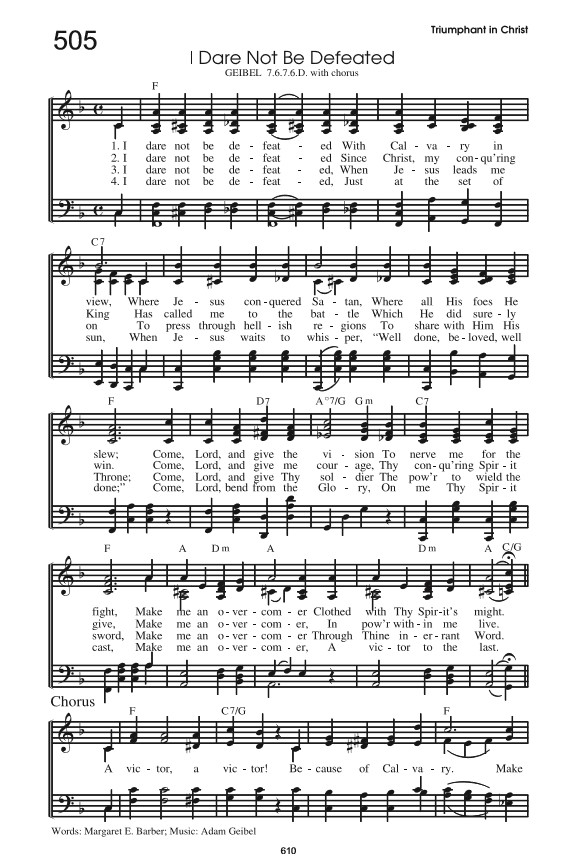 Triumphant in Christ
505
I Dare Not Be Defeated
GEIBEL 7.6.7.6.D. with chorus
F
1. I dare not be de - feat - ed With Cal - va - ry in
2. I dare not be de - feat - ed Since Christ, my con - qu'ring
3. I dare not be de - feat - ed, When Je - sus leads me
4. I dare not be de - feat - ed, Just at the set of
C7
view, Where Je - sus con - quered Sa - tan, Where all His foes He
King Has called me to the bat - tle Which He did sure - ly
on To press through hell - ish re - gions To share with Him His
sun, When Je - sus waits to whis - per, “Well done, be - loved, well
F D7 A°7/G Gm C7
slew; Come, Lord, and give the vi - sion To nerve me for the
win. Come, Lord, and give me cour - age, Thy con - qu'ring Spir - it
Throne; Come, Lord, and give Thy sol - dier The pow'r to wield the
done;” Come, Lord, bend from the Glo - ry, On me Thy Spir - it
F A Dm A Dm A C/G
fight, Make me an o - ver - com - er Clothed with Thy Spir - it's might.
give, Make me an o - ver - com - er, In pow'r with - in me live.
sword, Make me an o - ver - com - er Through Thine in - er - rant Word.
cast, Make me an o - ver - com - er, A vic - tor to the last.
Chorus
F C7/G F
A vic - tor, a vic - tor! Be - cause of Cal - va - ry. Make
Words: Margaret E. Barber; Music: Adam Geibel
610